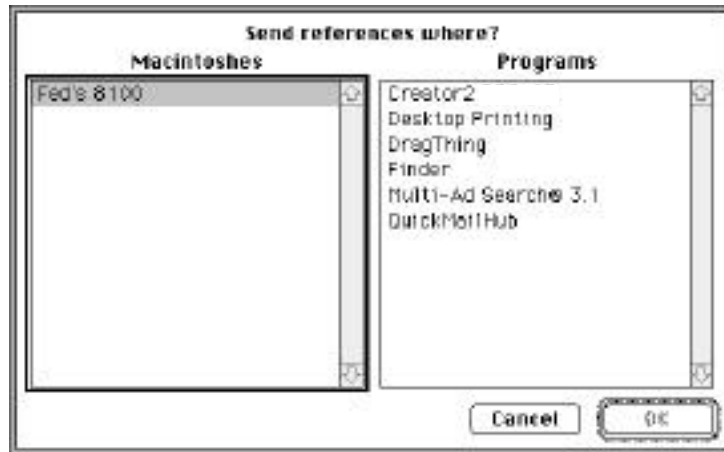 Send references where?
Macintoshes
Programs
Fed's 8100
Creator2
Desktop Printing
DragThing
Finder
Multi-Ad Search® 3.1
QuickMailHub
Cancel
OK